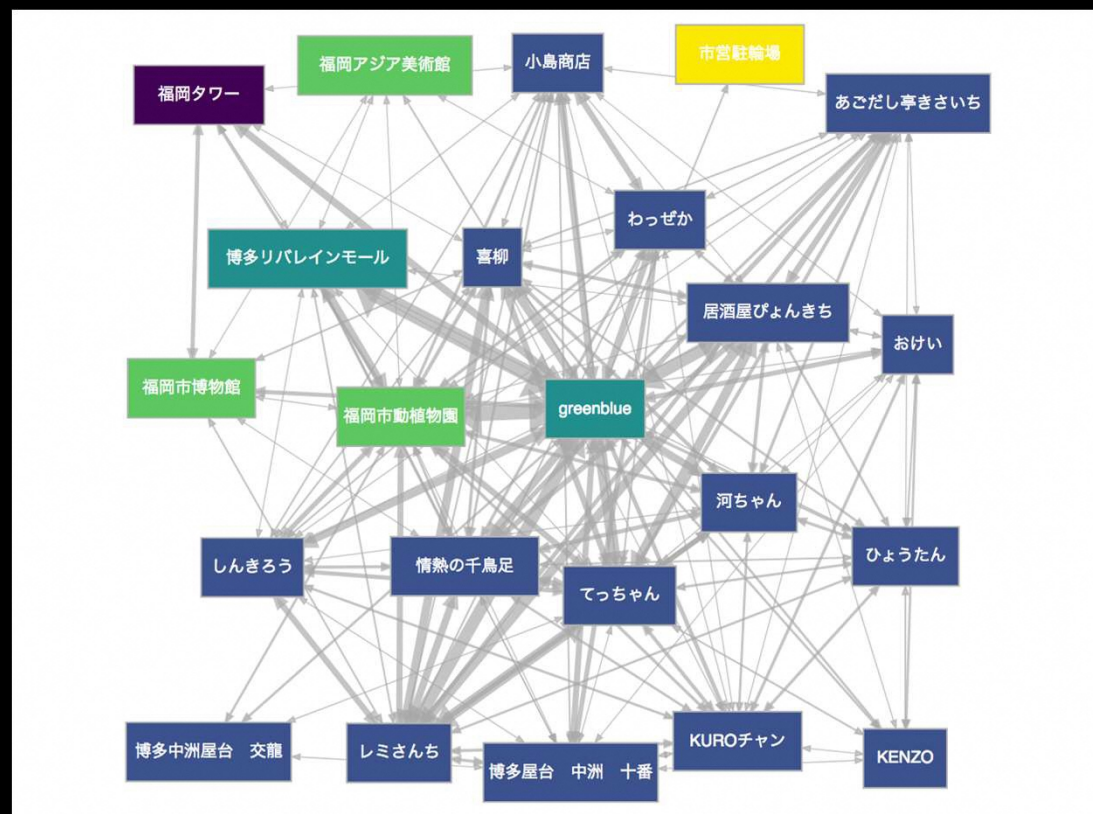 福岡タワー
福岡アジア美術館
小島商店
市営駐輪場
あごだし亭きさいち
わっぜか
博多リバレインモール
喜柳
居酒屋ぴょんきち
おけい
福岡市博物館
福岡市動植物園
greenblue
河ちゃん
しんきろう
情熱の千鳥足
てっちゃん
ひょうたん
博多中洲屋台　交龍
レミさんち
博多屋台　中洲　十番
KUROチャン
KENZO